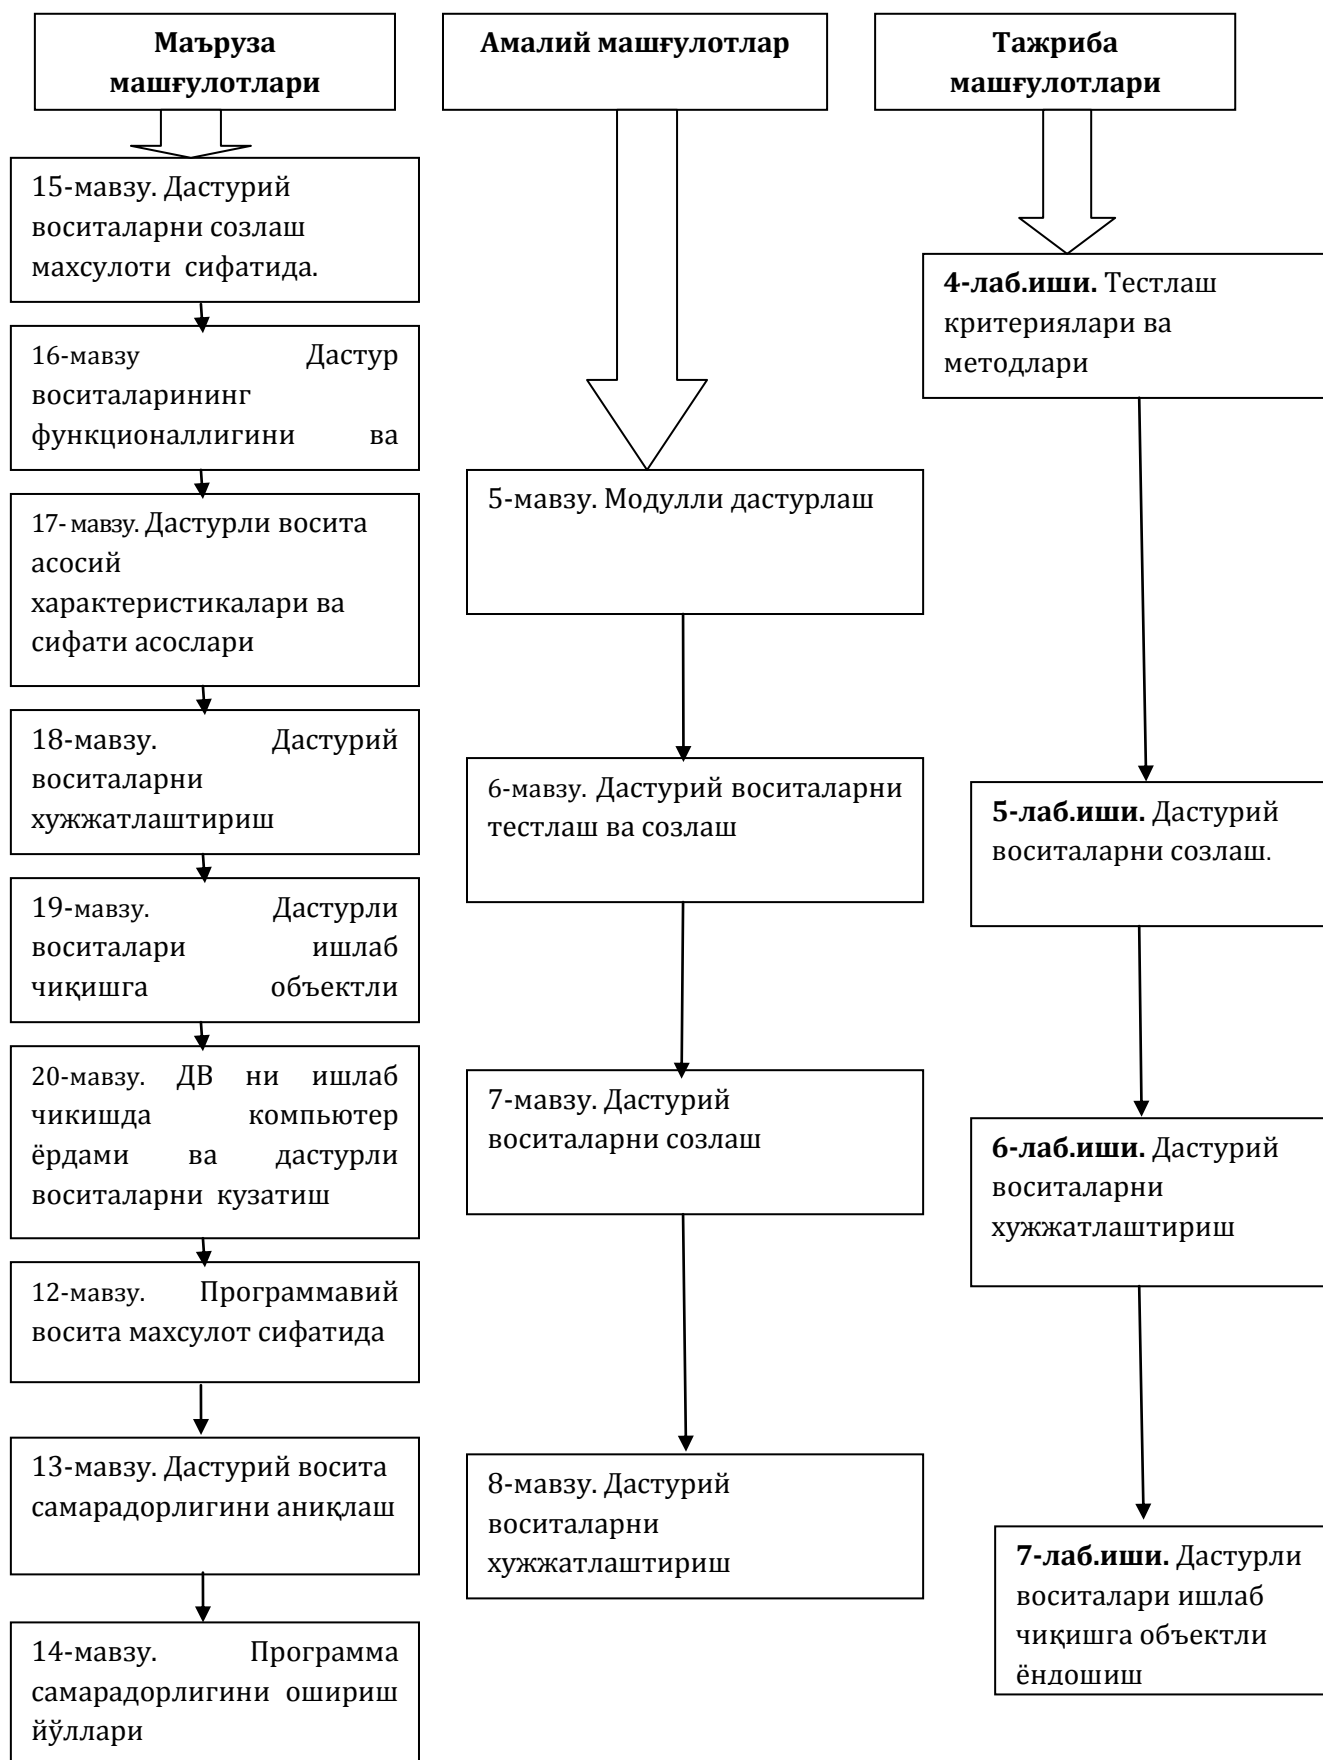 Маъруза
машғулотлари
Амалий машғулотлар
Тажриба
машғулотлари
15-мавзу. Дастурий
воситаларни созлаш
махсулоти сифатида.
16-мавзу Дастур
воситаларининг
функционаллигини ва
17- мавзу. Дастурли восита
асосий
характеристикалари ва
сифати асослари
18-мавзу. Дастурий
воситаларни
хужжатлаштириш
19-мавзу. Дастурли
воситалари ишлаб
чиқишга объектли
20-мавзу. ДВ ни ишлаб
чикишда компьютер
ёрдами ва дастурли
воситаларни кузатиш
12-мавзу. Программавий
восита махсулот сифатида
13-мавзу. Дастурий восита
самарадорлигини аниқлаш
14-мавзу. Программа
самарадорлигини ошириш
йўллари
5-мавзу. Модулли дастурлаш
6-мавзу. Дастурий воситаларни
тестлаш ва созлаш
7-мавзу. Дастурий
воситаларни созлаш
8-мавзу. Дастурий
воситаларни
хужжатлаштириш
4-лаб.иши. Тестлаш
критериялари ва
методлари
5-лаб.иши. Дастурий
воситаларни созлаш.
6-лаб.иши. Дастурий
воситаларни
хужжатлаштириш
7-лаб.иши. Дастурли
воситалари ишлаб
чиқишга объектли
ёндошиш